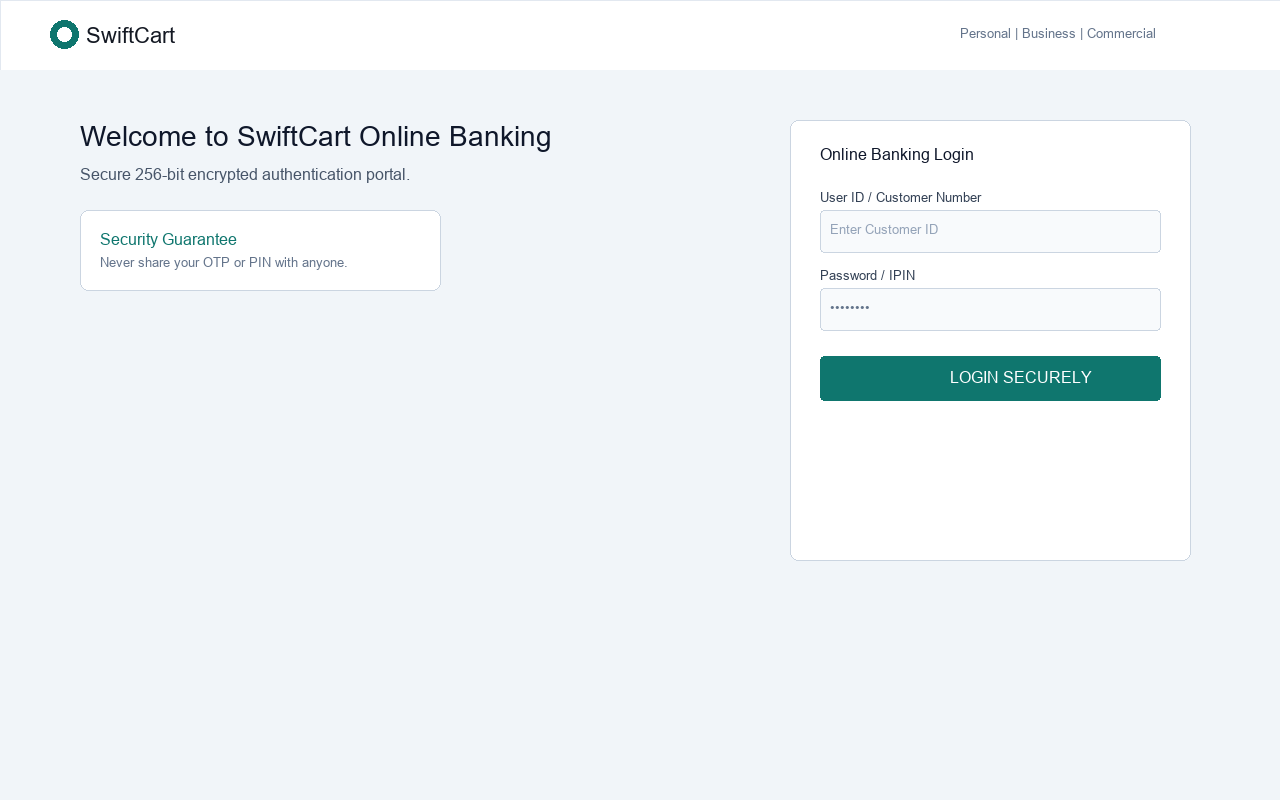 SwiftCart
Personal | Business | Commercial
Welcome to SwiftCart Online Banking
Secure 256-bit encrypted authentication portal.
Security Guarantee
Never share your OTP or PIN with anyone.
Online Banking Login
User ID / Customer Number
Enter Customer ID
Password / IPIN
••••••••
LOGIN SECURELY